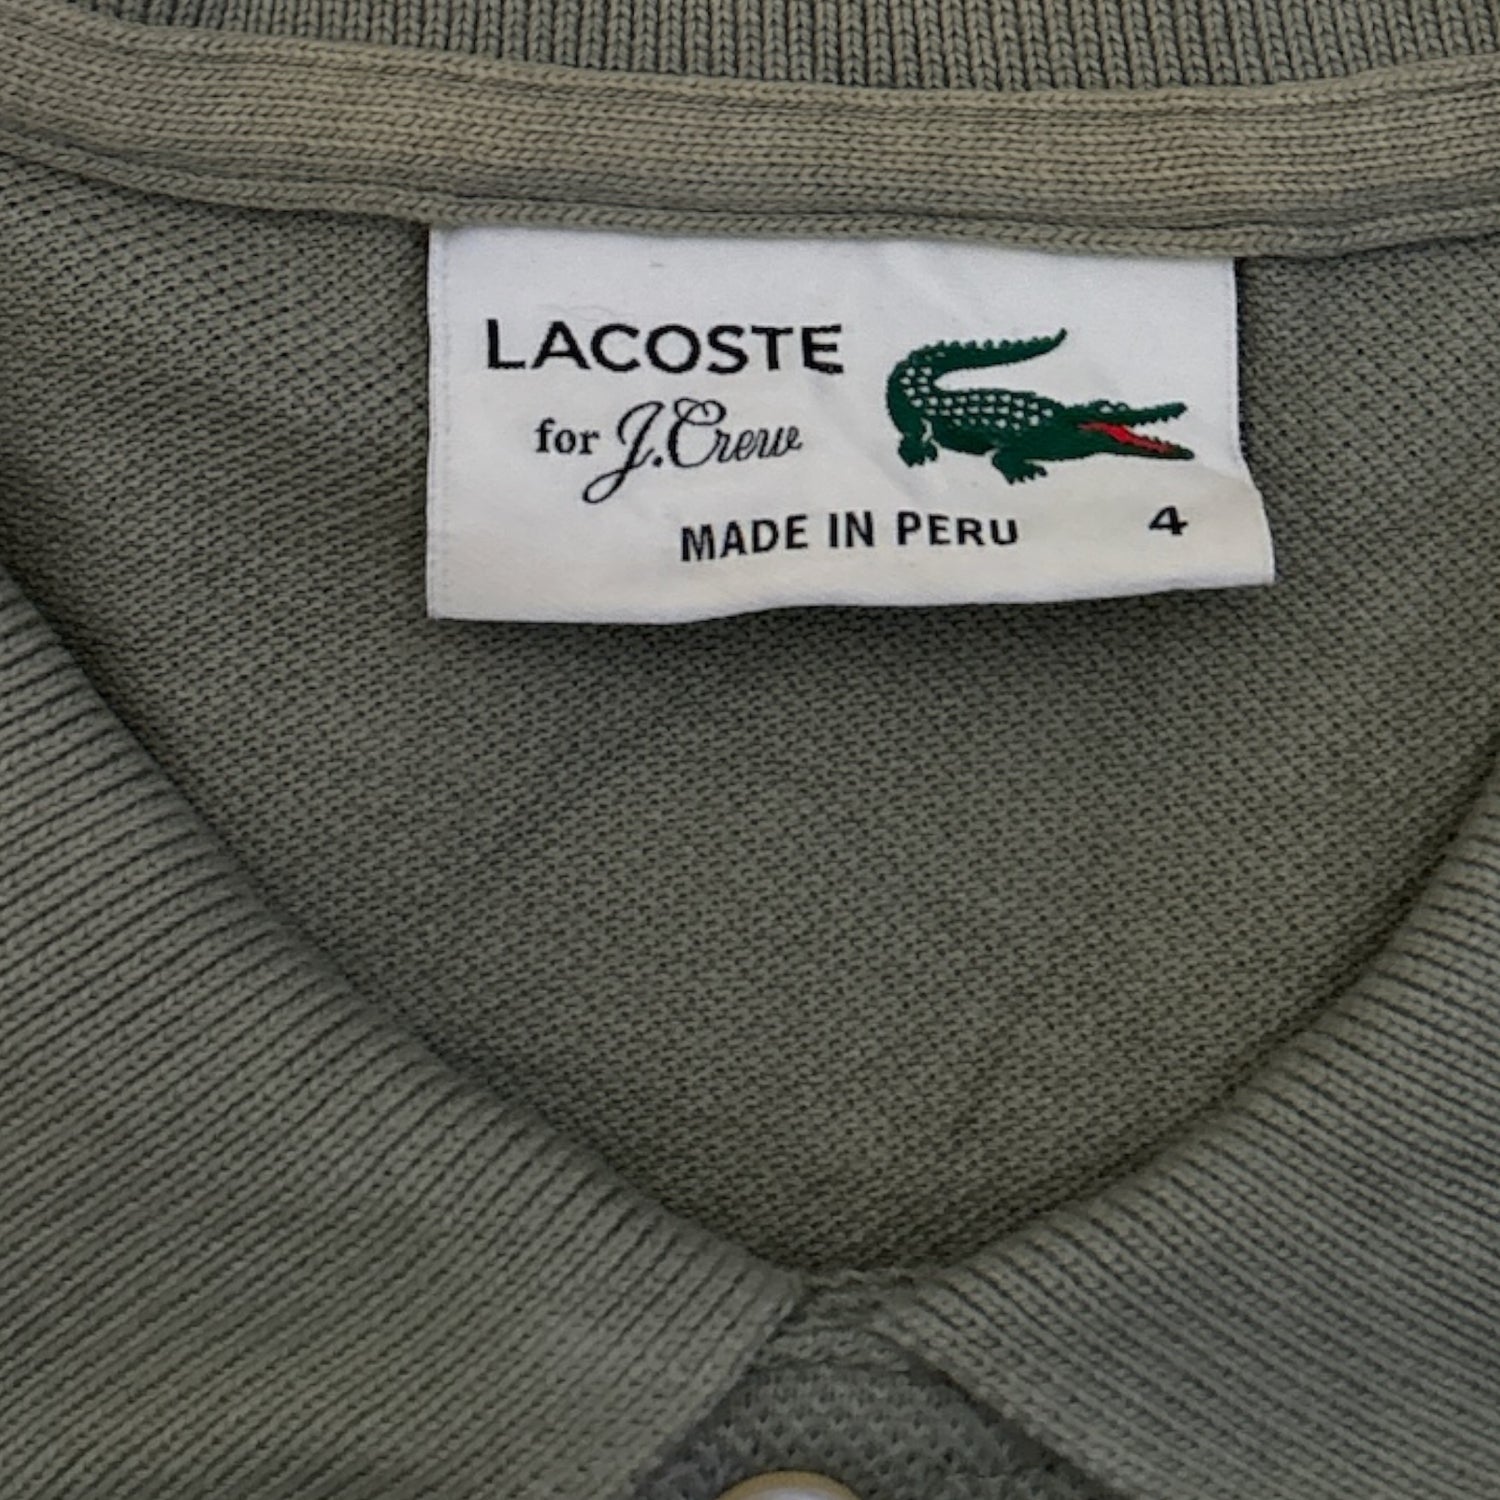 LACOSTE
for J.Crew
MADE IN PERU 4